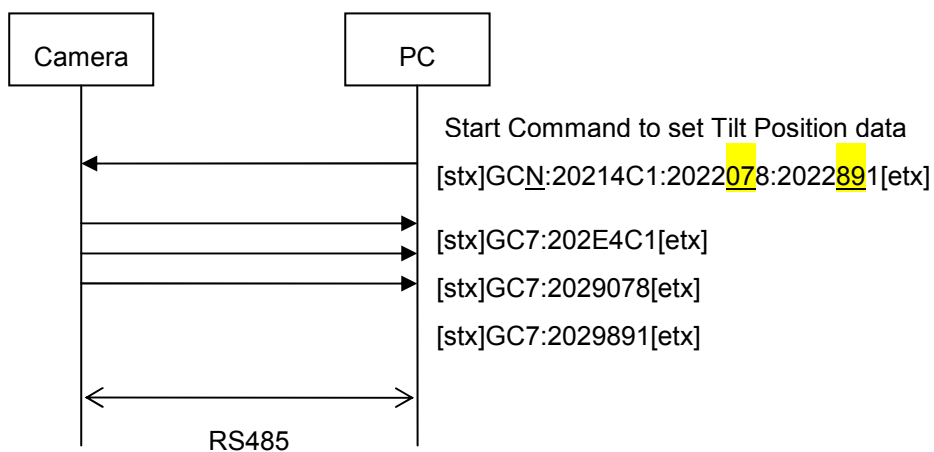 Camera
PC
Start Command to set Tilt Position data
[stx]GCN:20214C1:2022078:2022891[etx]
[stx]GC7:202E4C1[etx]
[stx]GC7:2029078[etx]
[stx]GC7:2029891[etx]
RS485